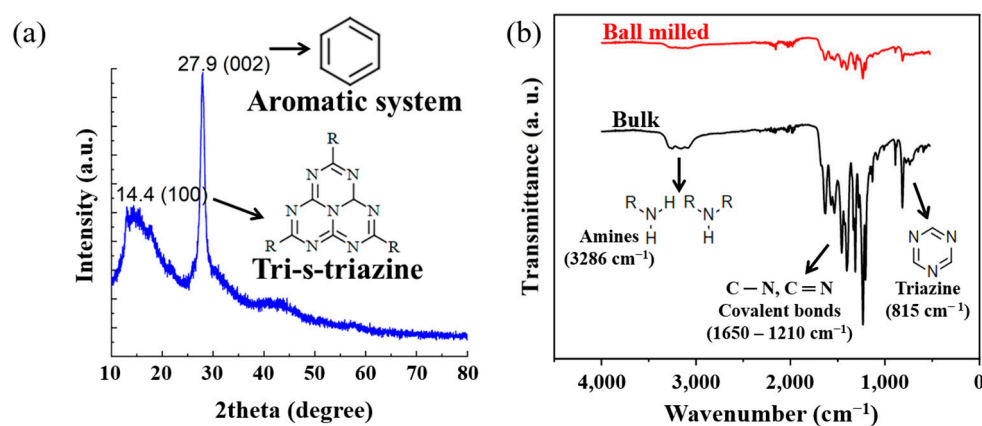 (a)
27.9 (002)
Aromatic system
14.4 (100)
R
N N
N N N
R N N R
Tri-s-triazine
Intensity (a.u.)
10 20 30 40 50 60 70 80
2theta (degree)
(b)
Ball milled
Bulk
R H R R
N N
H H
Amines
(3286 cm⁻¹)
C – N, C = N
Covalent bonds
(1650 – 1210 cm⁻¹)
N N
N
Triazine
(815 cm⁻¹)
Transmittance (a. u.)
4,000 3,000 2,000 1,000 0
Wavenumber (cm⁻¹)